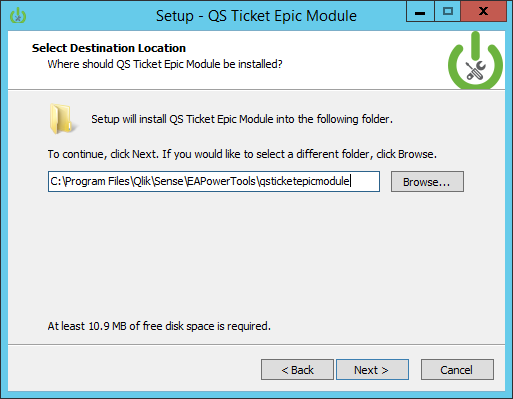 Setup - QS Ticket Epic Module
Select Destination Location
Where should QS Ticket Epic Module be installed?
Setup will install QS Ticket Epic Module into the following folder.
To continue, click Next. If you would like to select a different folder, click Browse.
C:\Program Files\Qlik\Sense\EAPowerTools\qsticketepicmodule
Browse...
At least 10.9 MB of free disk space is required.
< Back
Next >
Cancel